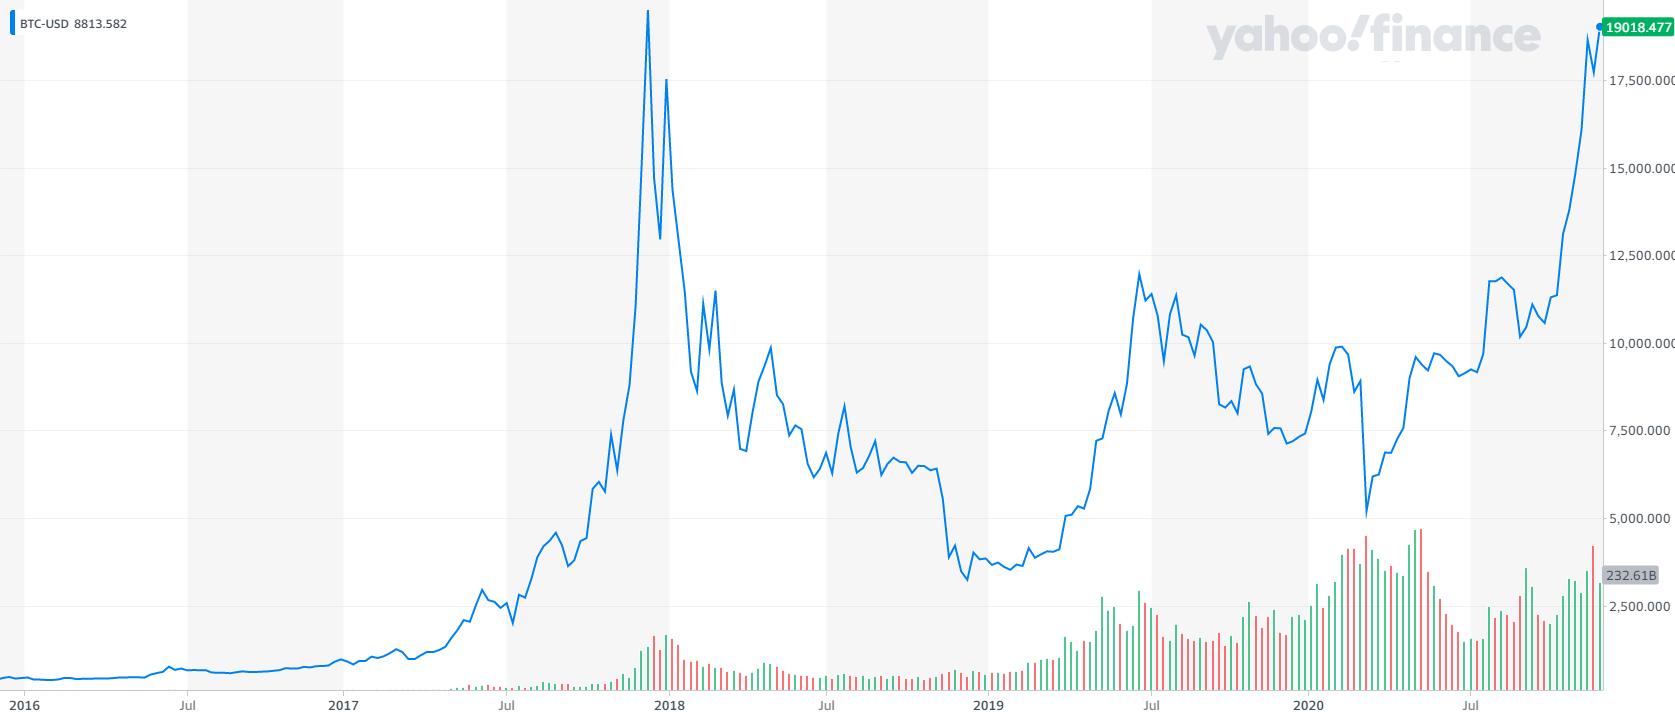 BTC-USD 8813.582
yahoo!finance
19018.477
17,500.000
15,000.000
12,500.000
10,000.000
7,500.000
5,000.000
232.61B
2,500.000
2016 Jul 2017 Jul 2018 Jul 2019 Jul 2020 Jul